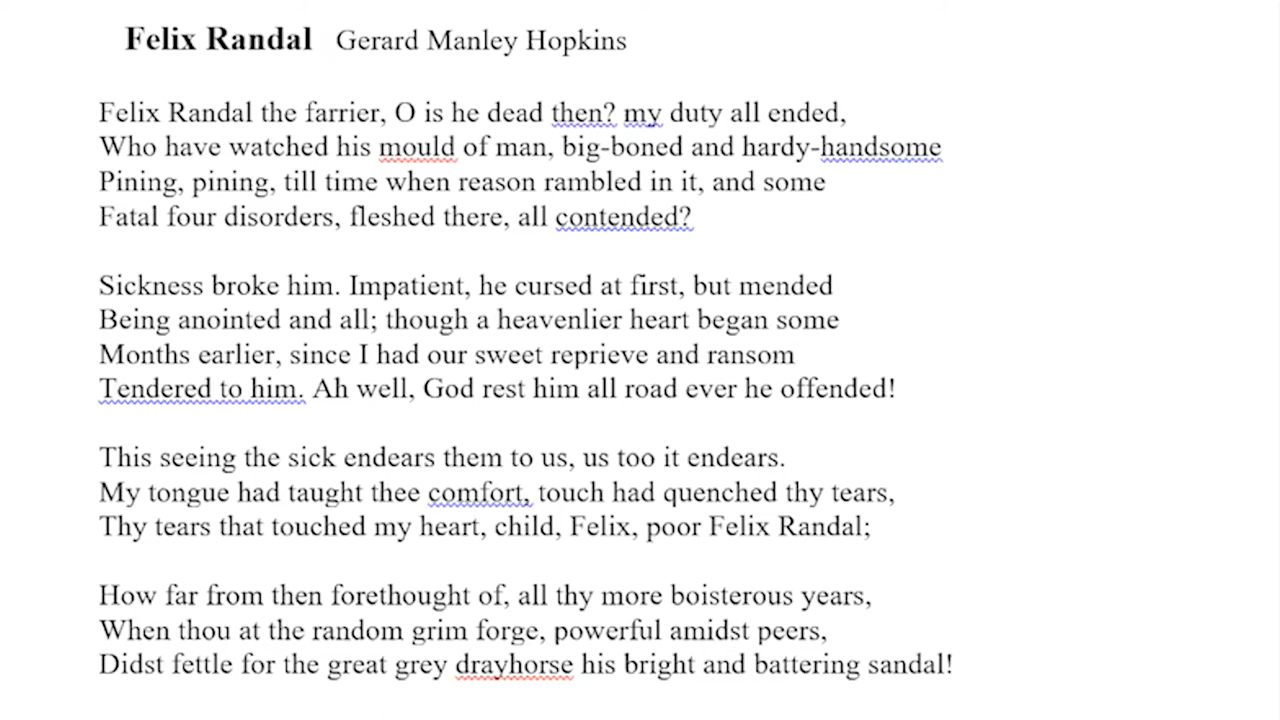 Felix Randal Gerard Manley Hopkins
Felix Randal the farrier, O is he dead then? my duty all ended,
Who have watched his mould of man, big-boned and hardy-handsome
Pining, pining, till time when reason rambled in it, and some
Fatal four disorders, fleshed there, all contended?
Sickness broke him. Impatient, he cursed at first, but mended
Being anointed and all; though a heavenlier heart began some
Months earlier, since I had our sweet reprieve and ransom
Tendered to him. Ah well, God rest him all road ever he offended!
This seeing the sick endears them to us, us too it endears.
My tongue had taught thee comfort, touch had quenched thy tears,
Thy tears that touched my heart, child, Felix, poor Felix Randal;
How far from then forethought of, all thy more boisterous years,
When thou at the random grim forge, powerful amidst peers,
Didst fettle for the great grey drayhorse his bright and battering sandal!